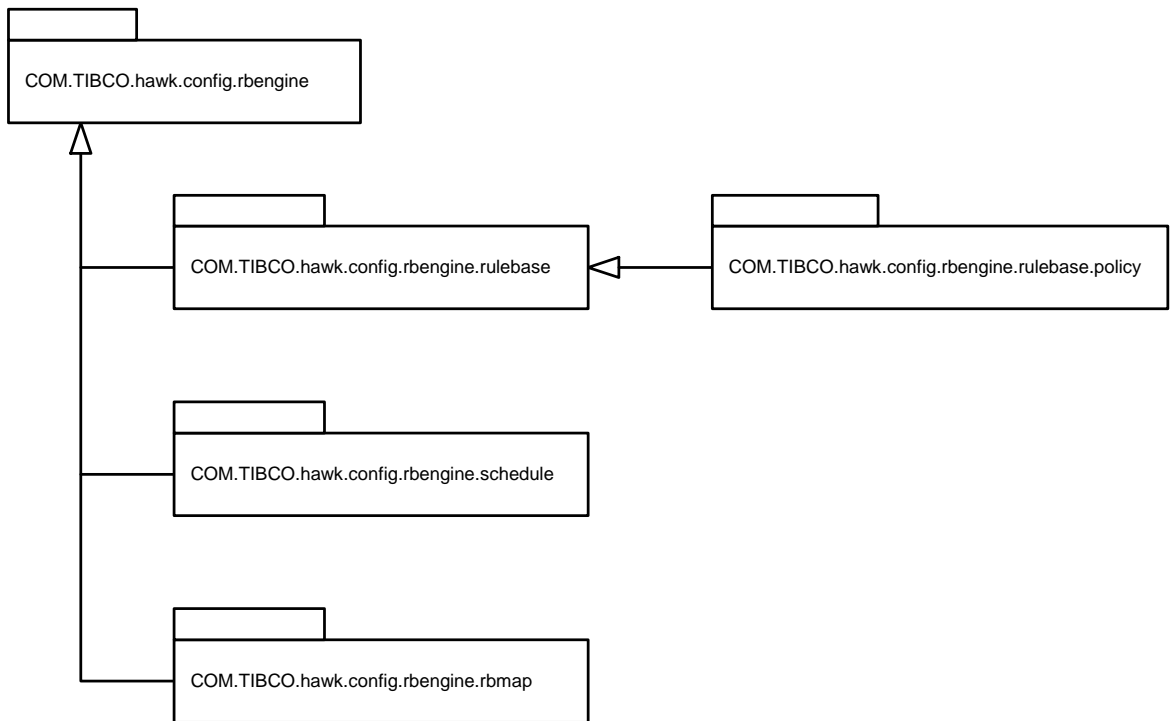 COM.TIBCO.hawk.config.rbengine
COM.TIBCO.hawk.config.rbengine.rulebase
COM.TIBCO.hawk.config.rbengine.rulebase.policy
COM.TIBCO.hawk.config.rbengine.schedule
COM.TIBCO.hawk.config.rbengine.rbmap